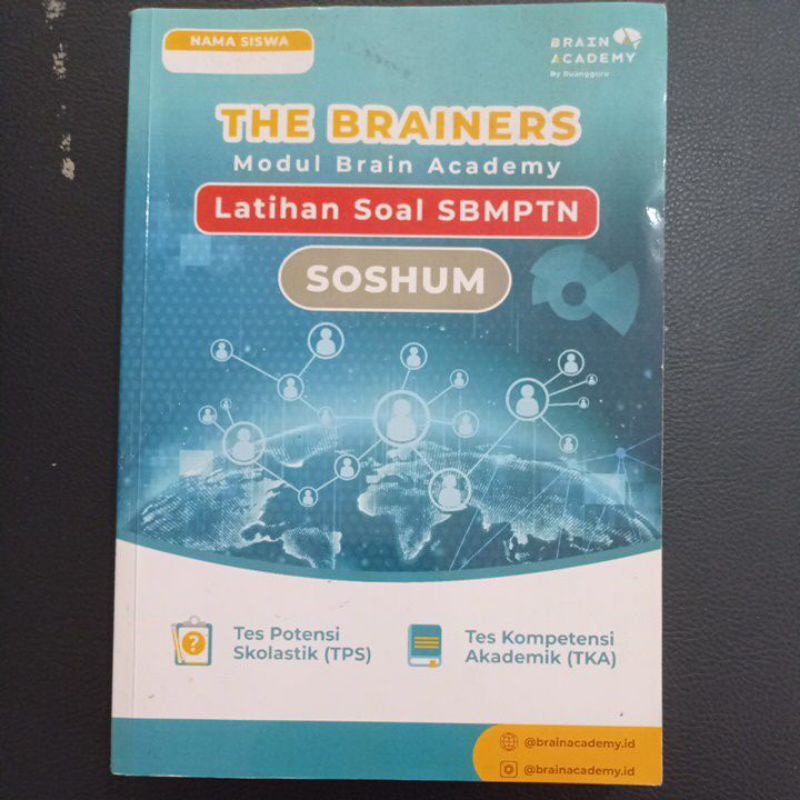 NAMA SISWA
BRAIN
ACADEMY
By Ruangguru
THE BRAINERS
Modul Brain Academy
Latihan Soal SBMPTN
SOSHUM
?
Tes Potensi
Skolastik (TPS)
Tes Kompetensi
Akademik (TKA)
@brainacademy.id
@brainacademy.id